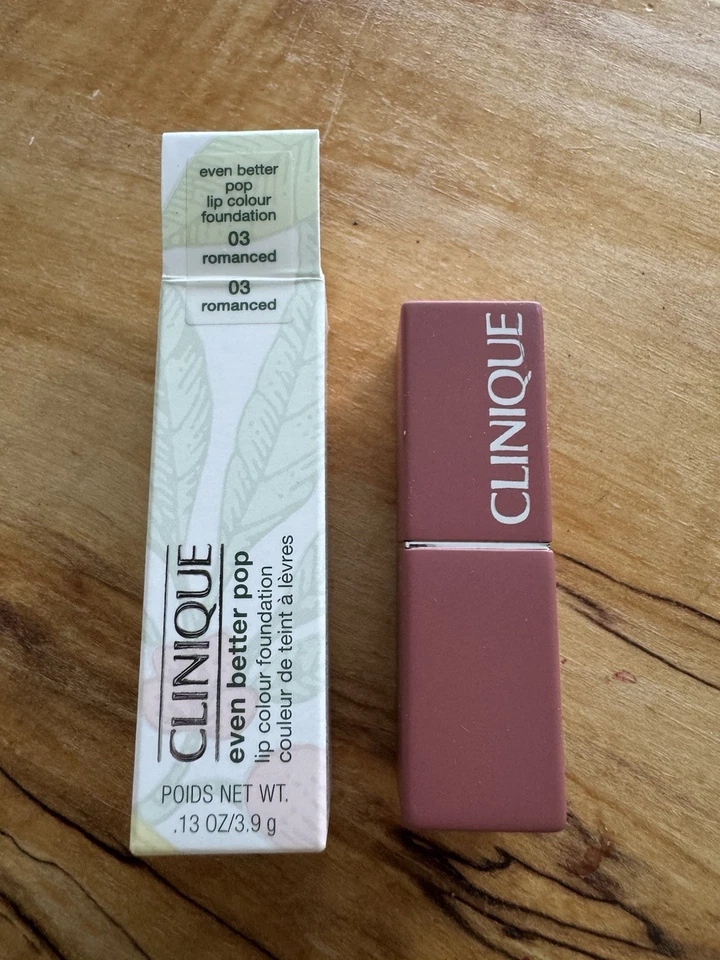 even better
pop
lip colour
foundation
03
romanced
03
romanced
CLINIQUE
even better pop
lip colour foundation
couleur de teint à lèvres
POIDS NET WT.
.13 OZ/3.9 g
CLINIQUE